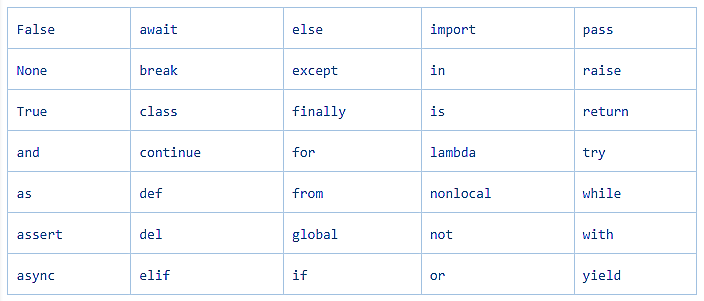 False await else import pass
None break except in raise
True class finally is return
and continue for lambda try
as def from nonlocal while
assert del global not with
async elif if or yield